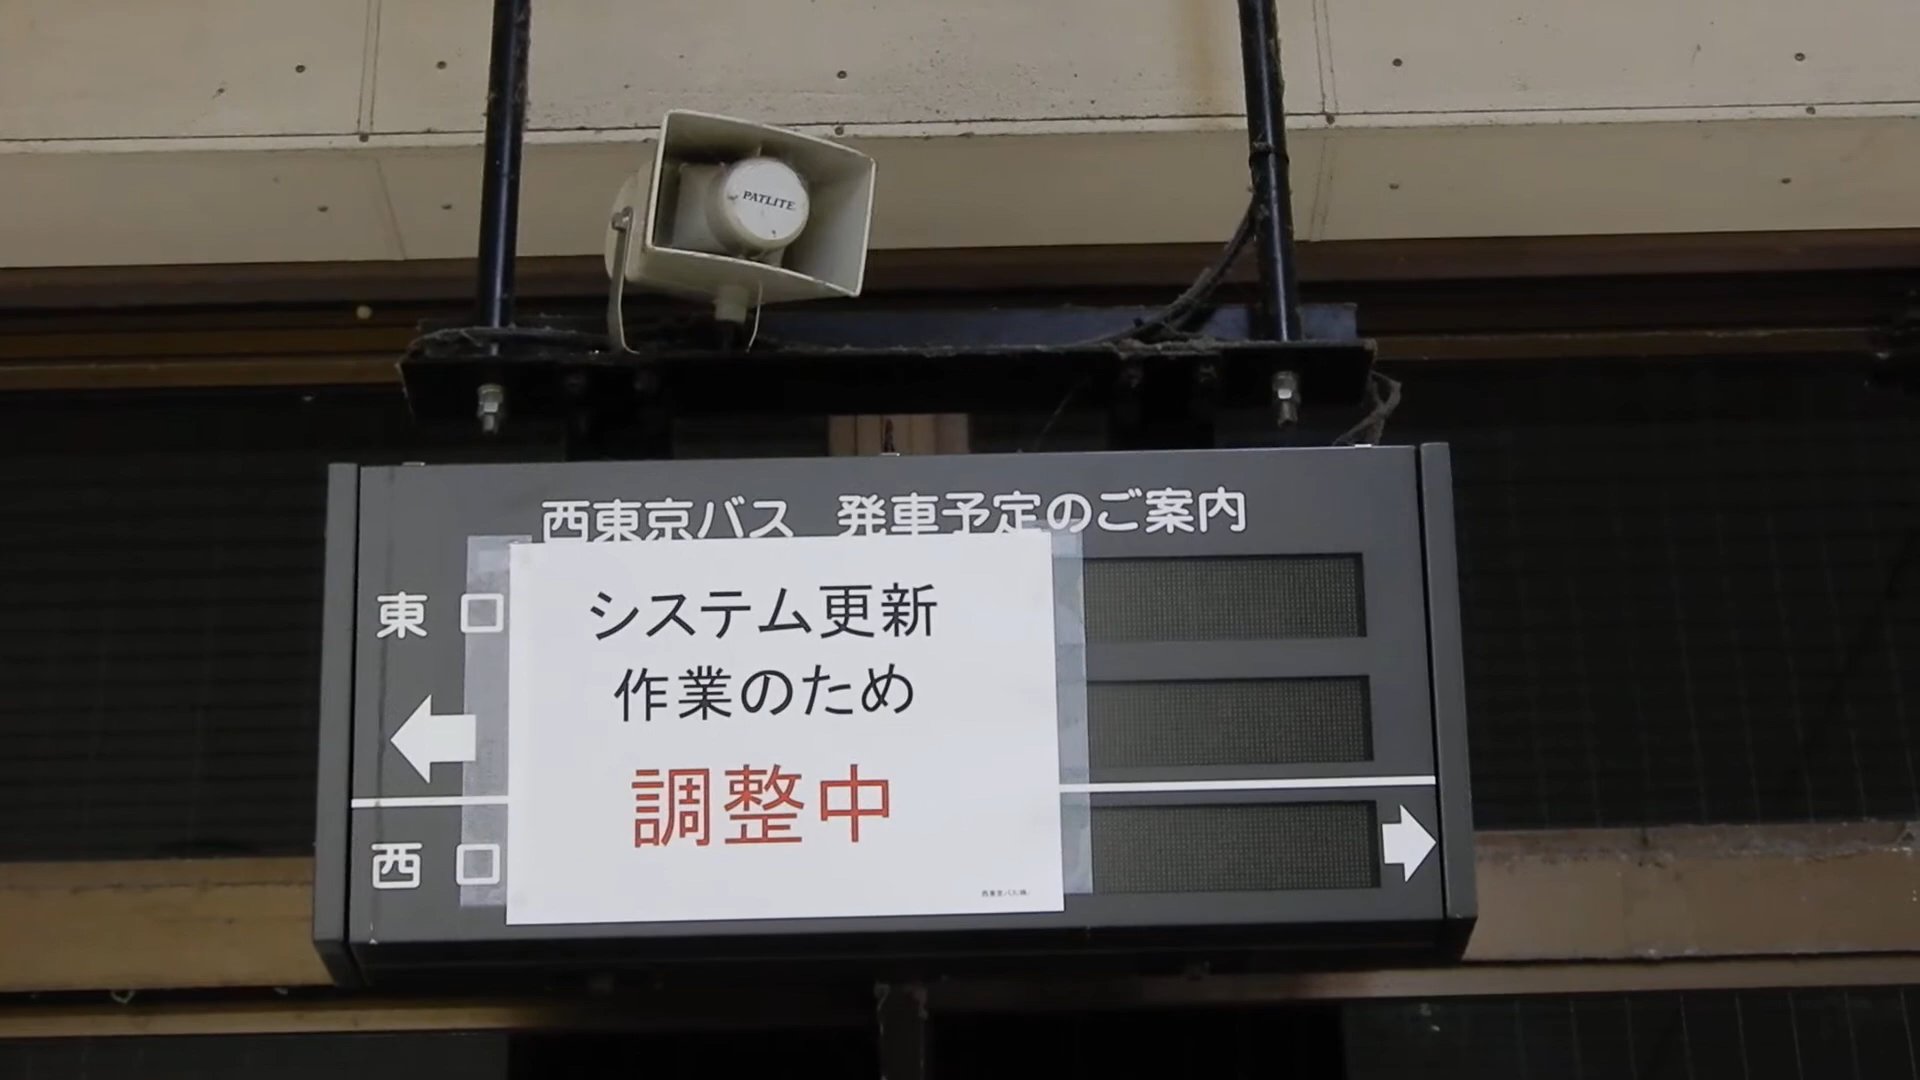 PATLITE
西東京バス 発車予定のご案内
東口
システム更新
作業のため
調整中
西口